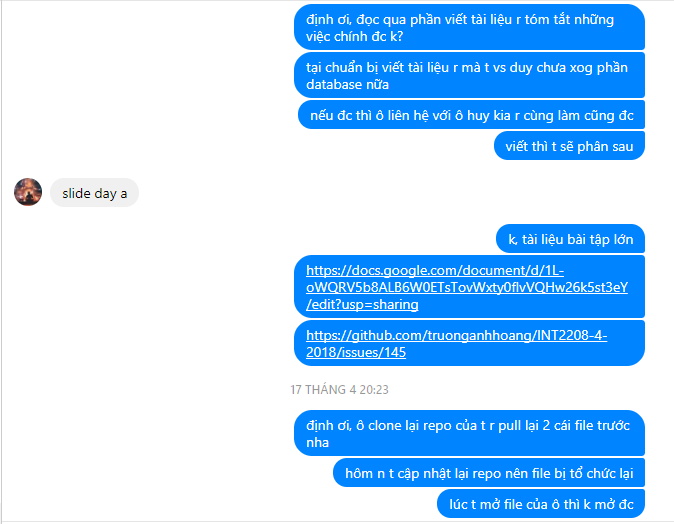 định ơi, đọc qua phần viết tài liệu r tóm tắt những
việc chính đc k?
tại chuẩn bị viết tài liệu r mà t vs duy chưa xog phần
database nữa
nếu đc thì ô liên hệ với ô huy kia r cùng làm cũng đc
viết thì t sẽ phân sau
slide day a
k, tài liệu bài tập lớn
https://docs.google.com/document/d/1L-
oWQRV5b8ALB6W0ETsTovWxty0flvVQHw26k5st3eY
/edit?usp=sharing
https://github.com/truonganhhoang/INT2208-4-
2018/issues/145
17 THÁNG 4 20:23
định ơi, ô clone lại repo của t r pull lại 2 cái file trước
nha
hôm n t cập nhật lại repo nên file bị tổ chức lại
lúc t mở file của ô thì k mở đc